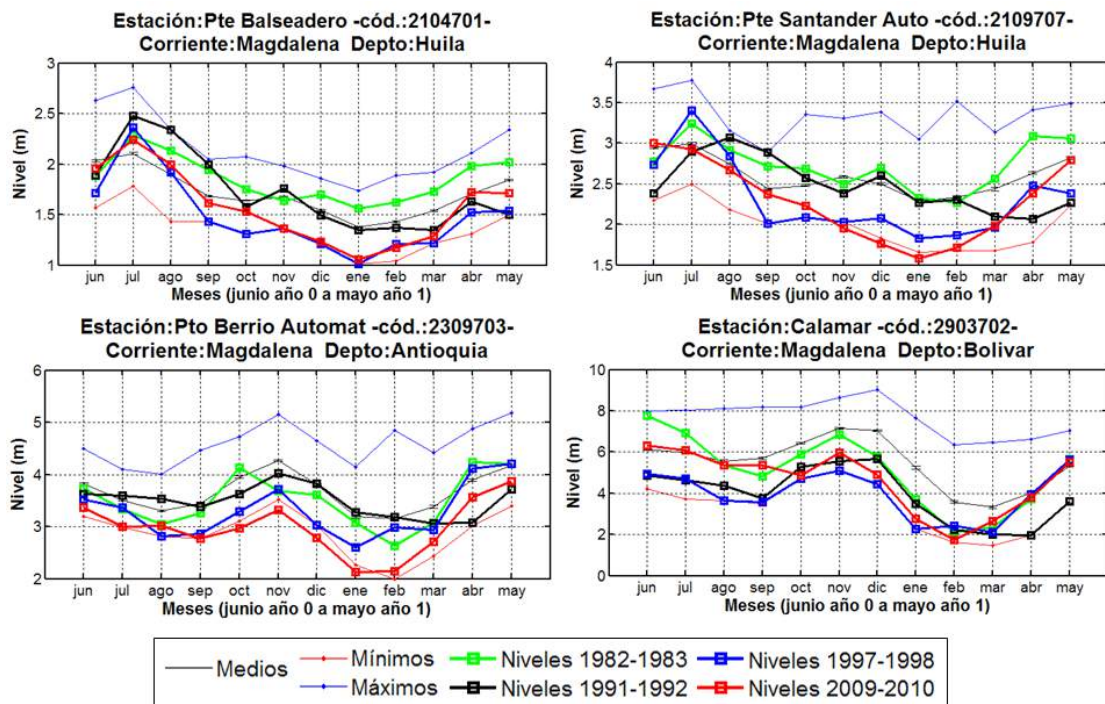 Estación:Pte Balseadero -cód.:2104701-
Corriente:Magdalena Depto:Huila
Nivel (m)
3
2.5
2
1.5
1
jun jul ago sep oct nov dic ene feb mar abr may
Meses (junio año 0 a mayo año 1)
Estación:Pte Santander Auto -cód.:2109707-
Corriente:Magdalena Depto:Huila
Nivel (m)
4
3.5
3
2.5
2
1.5
jun jul ago sep oct nov dic ene feb mar abr may
Meses (junio año 0 a mayo año 1)
Estación:Pto Berrio Automat -cód.:2309703-
Corriente:Magdalena Depto:Antioquia
Nivel (m)
6
5
4
3
2
jun jul ago sep oct nov dic ene feb mar abr may
Meses (junio año 0 a mayo año 1)
Estación:Calamar -cód.:2903702-
Corriente:Magdalena Depto:Bolivar
Nivel (m)
10
8
6
4
2
0
jun jul ago sep oct nov dic ene feb mar abr may
Meses (junio año 0 a mayo año 1)
Medios
Mínimos
Máximos
Niveles 1982-1983
Niveles 1991-1992
Niveles 1997-1998
Niveles 2009-2010